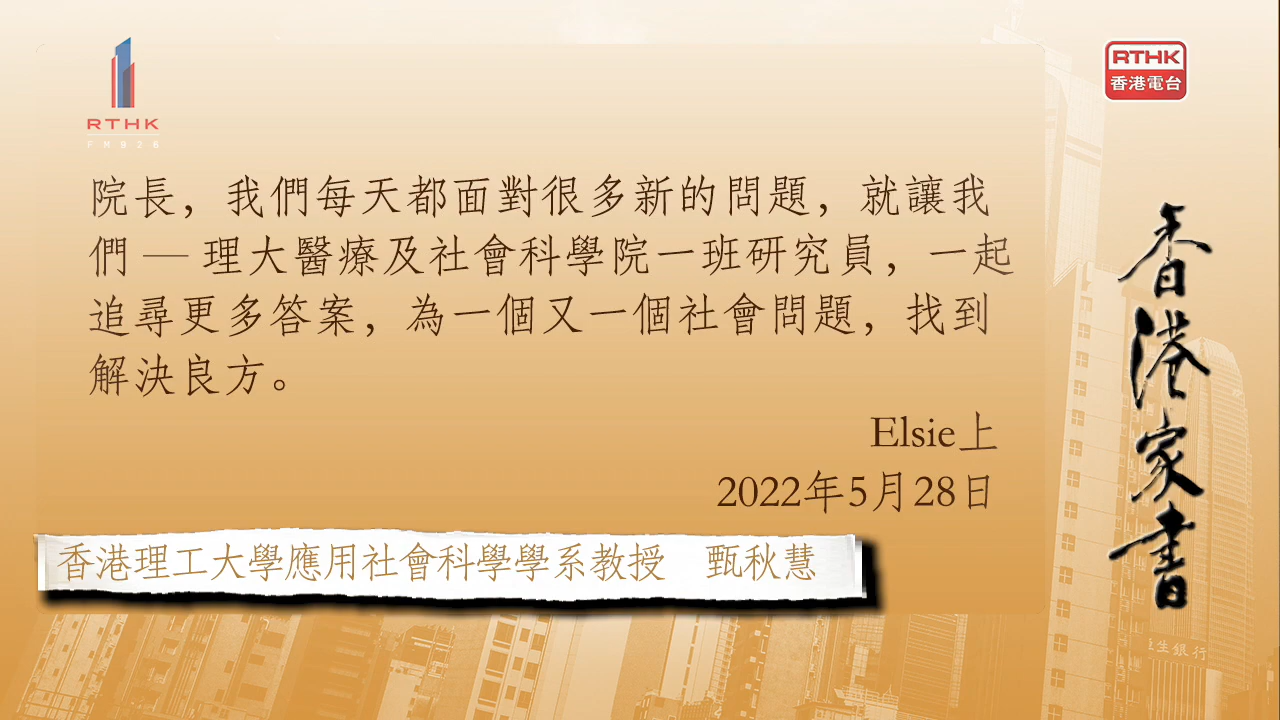 RTHK
FM926
RTHK
香港電台
院長，我們每天都面對很多新的問題，就讓我
們 — 理大醫療及社會科學院一班研究員，一起
追尋更多答案，為一個又一個社會問題，找到
解決良方。
Elsie上
2022年5月28日
香港理工大學應用社會科學學系教授　甄秋慧
香港家書
生銀行